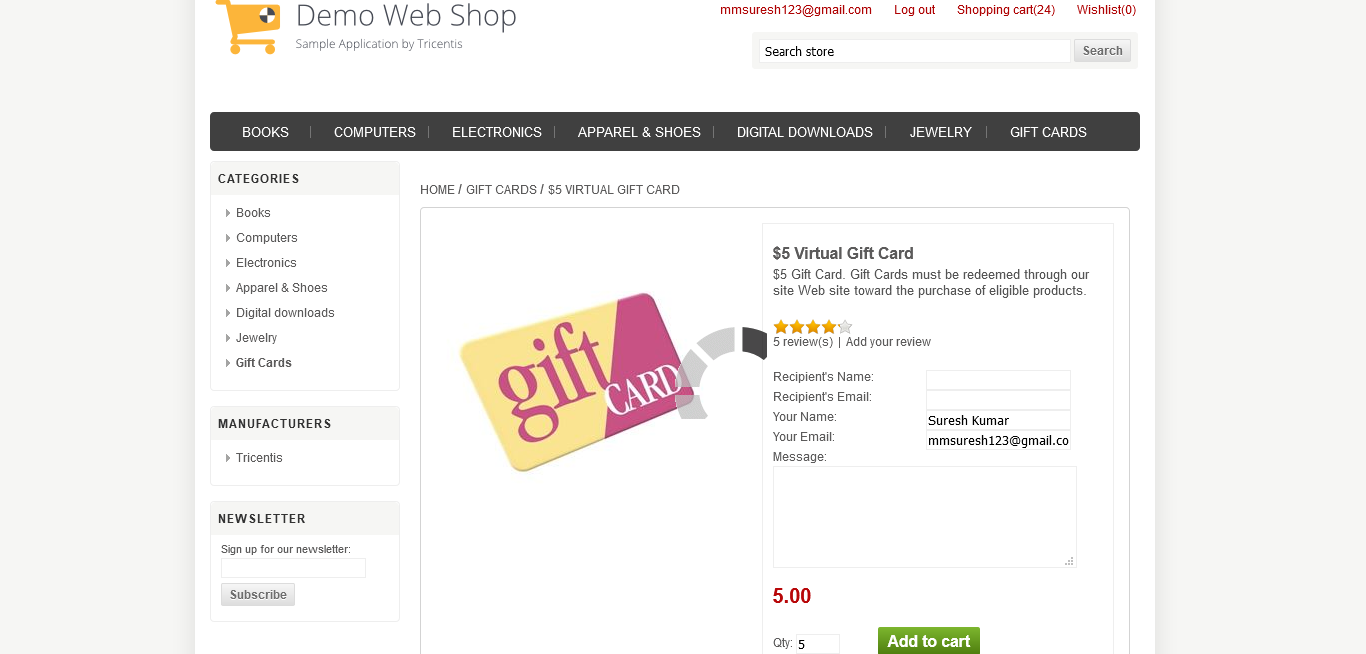 Demo Web Shop
Sample Application by Tricentis
mmsuresh123@gmail.com Log out Shopping cart(24) Wishlist(0)
Search store Search
BOOKS COMPUTERS ELECTRONICS APPAREL & SHOES DIGITAL DOWNLOADS JEWELRY GIFT CARDS
CATEGORIES
Books
Computers
Electronics
Apparel & Shoes
Digital downloads
Jewelry
Gift Cards
MANUFACTURERS
Tricentis
NEWSLETTER
Sign up for our newsletter:
Subscribe
HOME / GIFT CARDS / $5 VIRTUAL GIFT CARD
gift
CARD
$5 Virtual Gift Card
$5 Gift Card. Gift Cards must be redeemed through our
site Web site toward the purchase of eligible products.
5 review(s) | Add your review
Recipient's Name:
Recipient's Email:
Your Name: Suresh Kumar
Your Email: mmsuresh123@gmail.co
Message:
5.00
Qty: 5 Add to cart